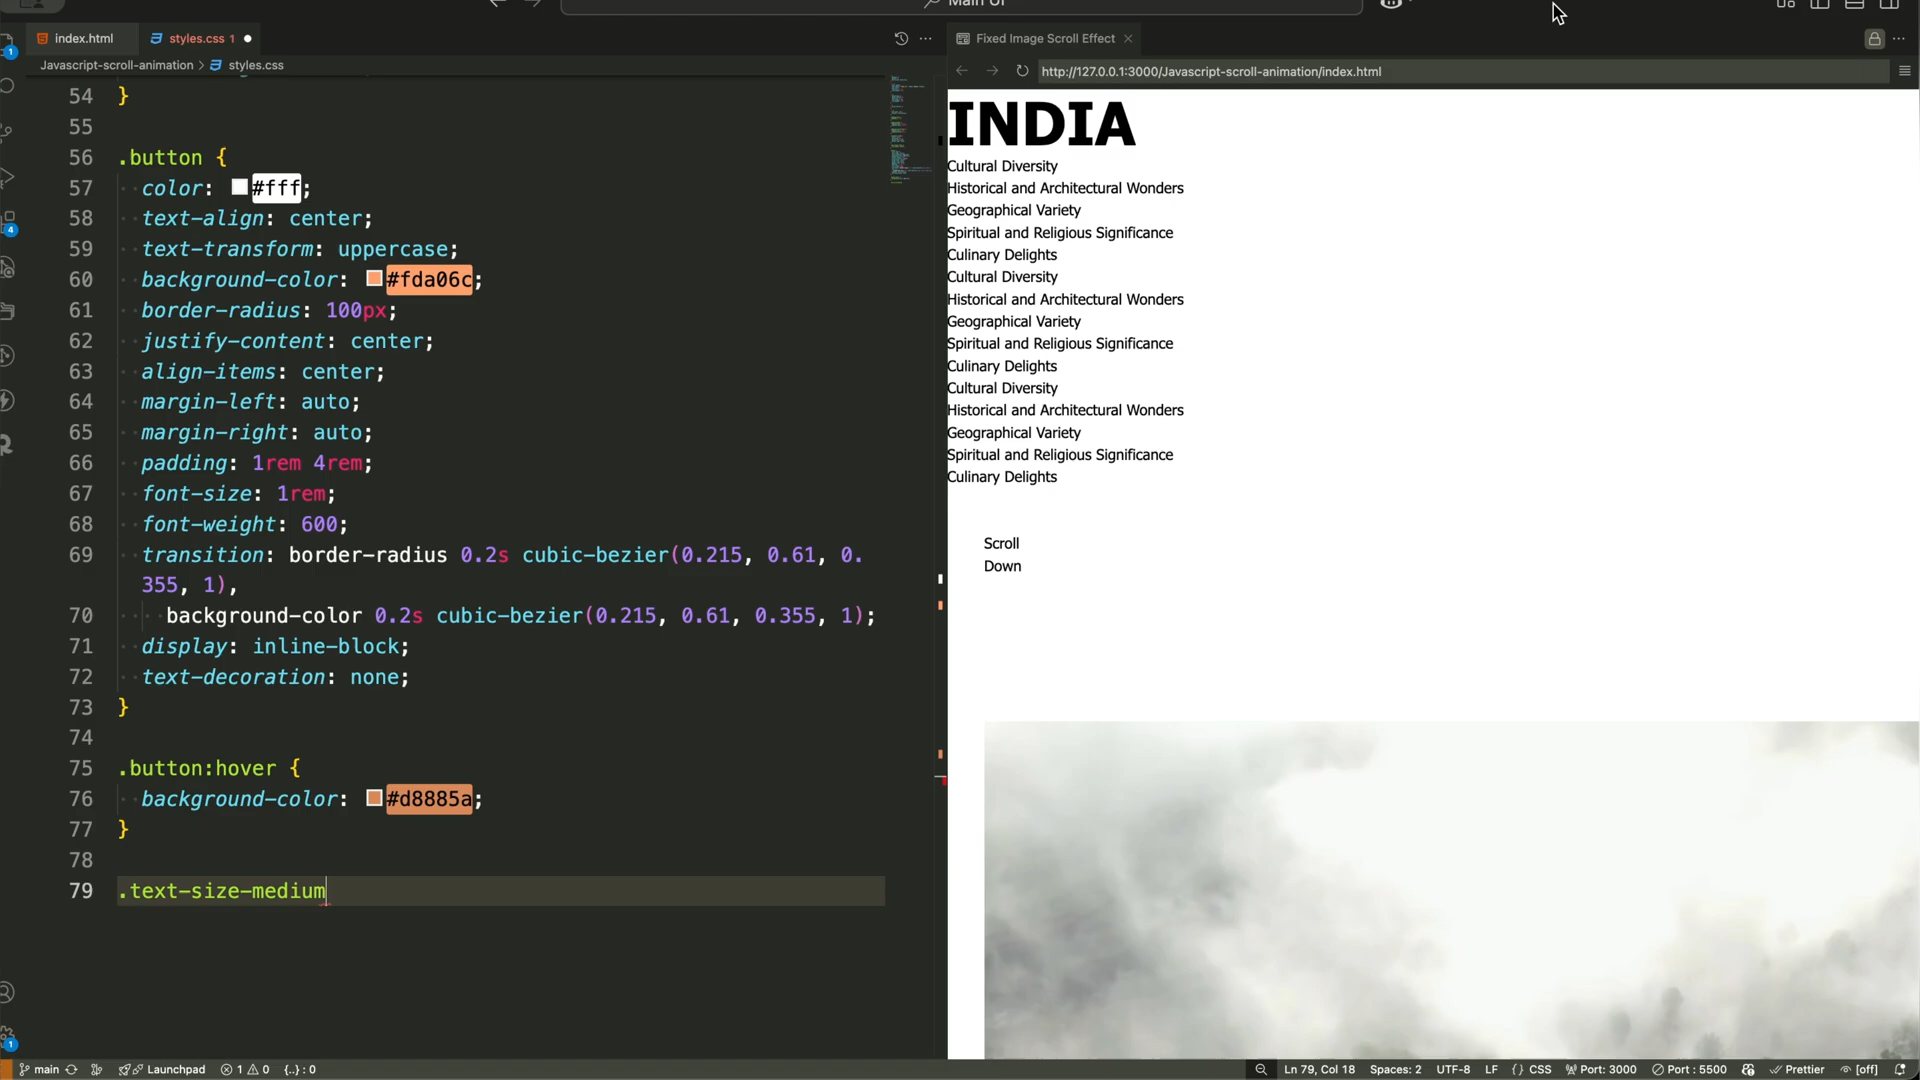 Main UI
index.html
styles.css 1
Fixed Image Scroll Effect
Javascript-scroll-animation > styles.css
http://127.0.0.1:3000/Javascript-scroll-animation/index.html
54 }
55
56 .button {
57 color: #fff;
58 text-align: center;
59 text-transform: uppercase;
60 background-color: #fda06c;
61 border-radius: 100px;
62 justify-content: center;
63 align-items: center;
64 margin-left: auto;
65 margin-right: auto;
66 padding: 1rem 4rem;
67 font-size: 1rem;
68 font-weight: 600;
69 transition: border-radius 0.2s cubic-bezier(0.215, 0.61, 0.
355, 1),
70 background-color 0.2s cubic-bezier(0.215, 0.61, 0.355, 1);
71 display: inline-block;
72 text-decoration: none;
73 }
74
75 .button:hover {
76 background-color: #d8885a;
77 }
78
79 .text-size-medium
INDIA
Cultural Diversity
Historical and Architectural Wonders
Geographical Variety
Spiritual and Religious Significance
Culinary Delights
Cultural Diversity
Historical and Architectural Wonders
Geographical Variety
Spiritual and Religious Significance
Culinary Delights
Cultural Diversity
Historical and Architectural Wonders
Geographical Variety
Spiritual and Religious Significance
Culinary Delights
Scroll
Down
1
4
1
main Launchpad 1 0 {..} : 0 Ln 79, Col 18 Spaces: 2 UTF-8 LF {} CSS Port: 3000 Port : 5500 Prettier [off]